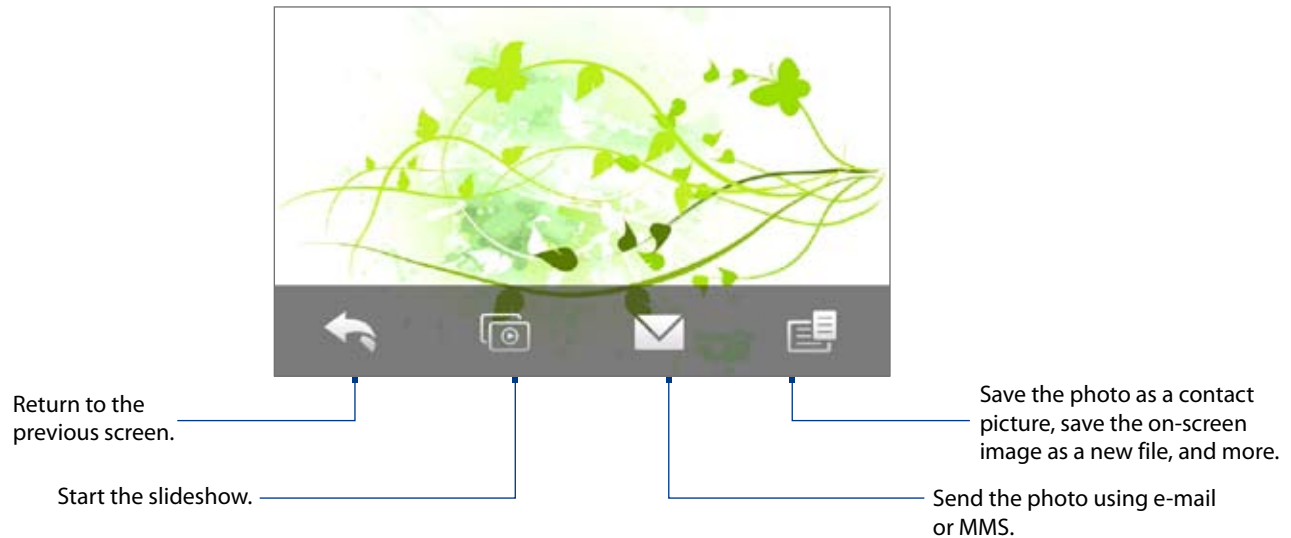 Return to the
previous screen.
Start the slideshow.
Save the photo as a contact
picture, save the on-screen
image as a new file, and more.
Send the photo using e-mail
or MMS.